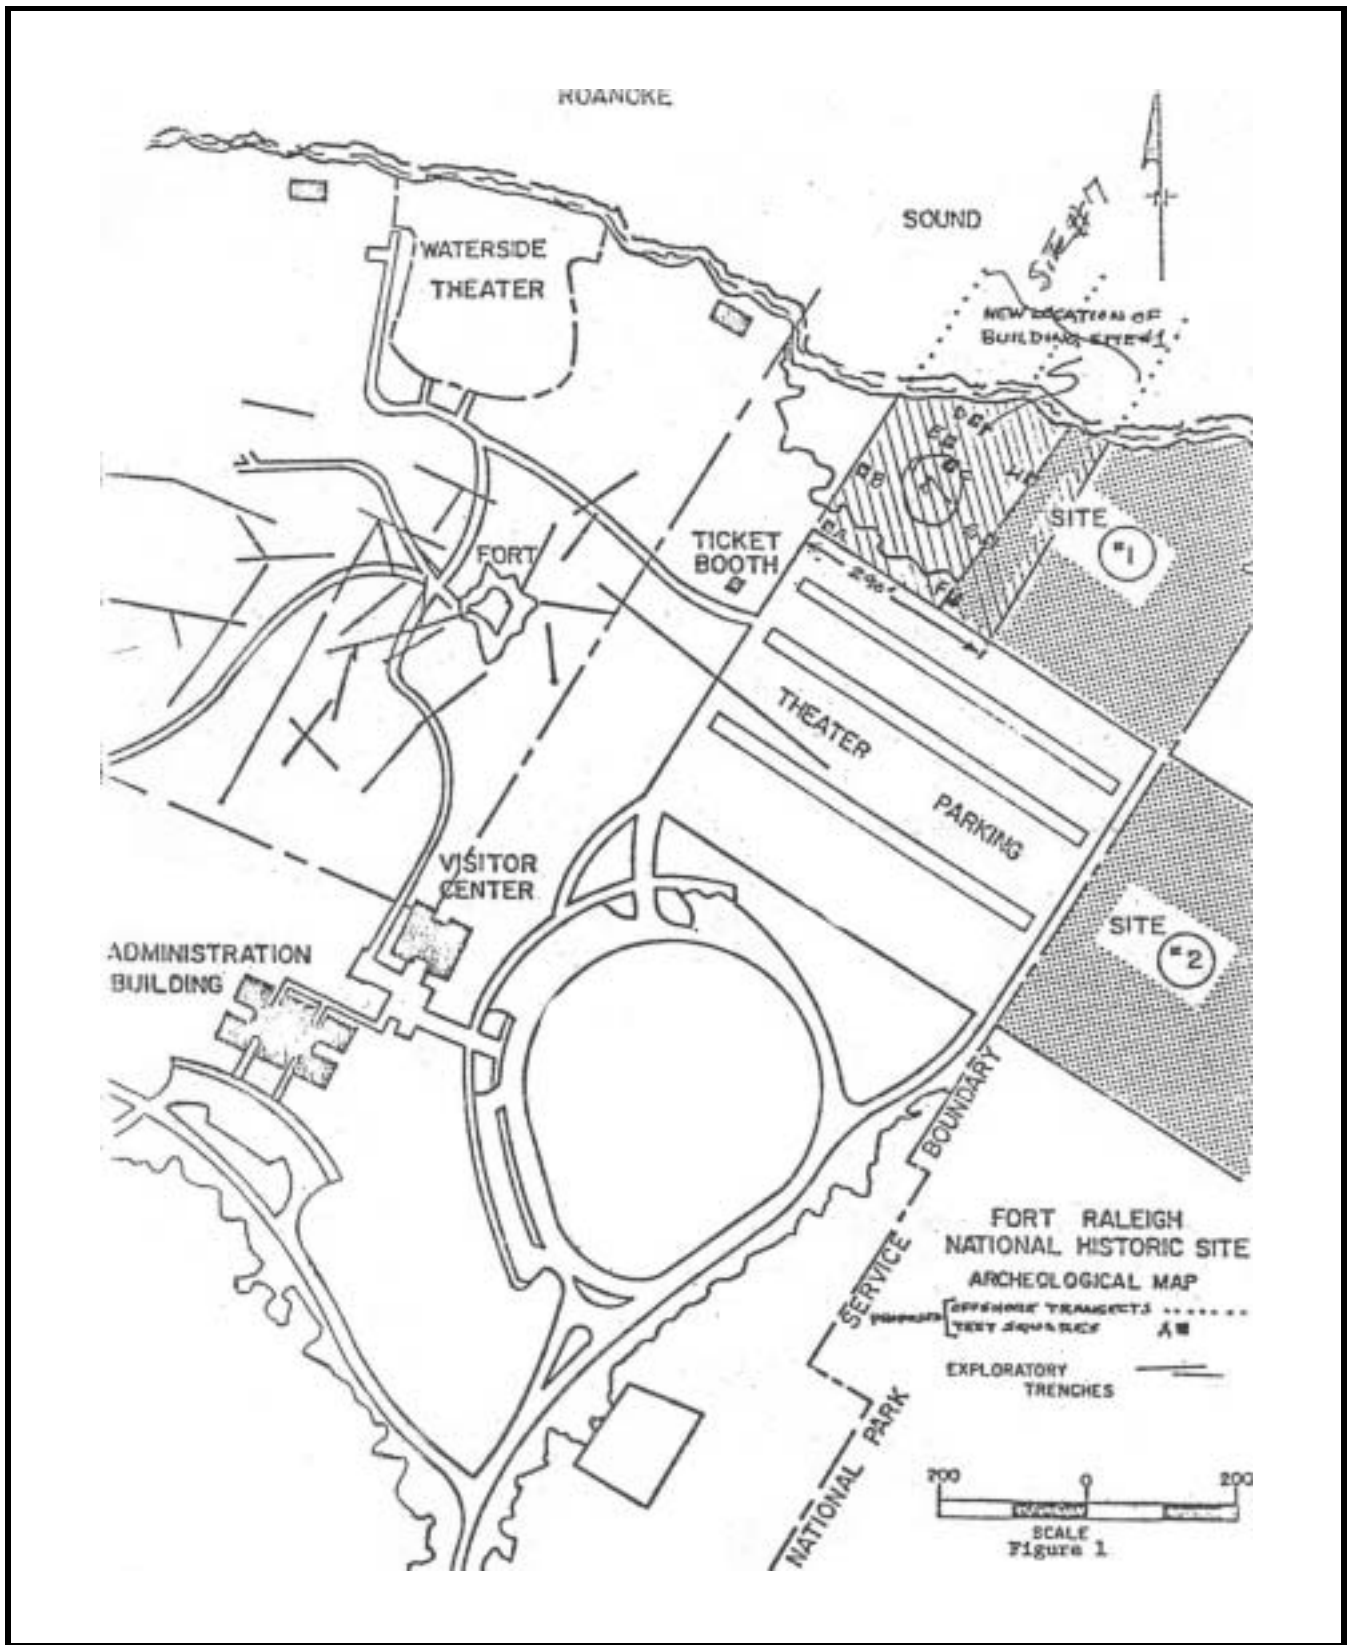 ROANOKE
SOUND
WATERSIDE
THEATER
NEW LOCATION OF
BUILDING SITE #1
SITE
#1
FORT
TICKET
BOOTH
290'
THEATER
PARKING
VISITOR
CENTER
SITE
#2
ADMINISTRATION
BUILDING
NATIONAL PARK SERVICE BOUNDARY
FORT RALEIGH
NATIONAL HISTORIC SITE
ARCHEOLOGICAL MAP
PROPOSED
OFFSHORE TRANSECTS
TEST SQUARES
EXPLORATORY
TRENCHES
200 0 200
SCALE
Figure 1